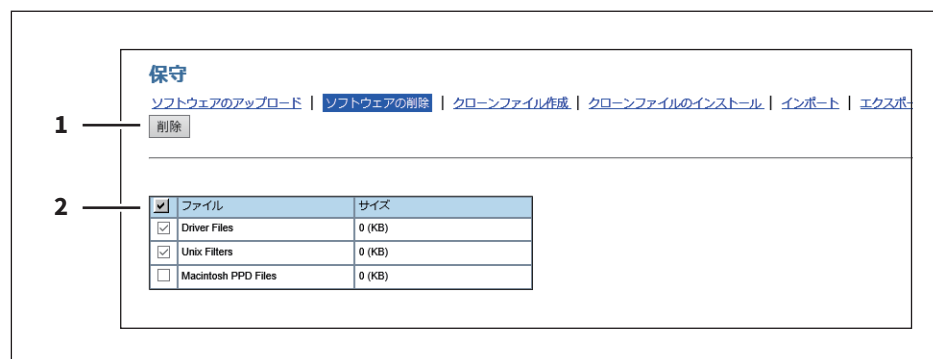 保守
ソフトウェアのアップロード | ソフトウェアの削除 | クローンファイル作成 | クローンファイルのインストール | インポート | エクスポー
1 削除
2 ファイル サイズ
Driver Files 0 (KB)
Unix Filters 0 (KB)
Macintosh PPD Files 0 (KB)